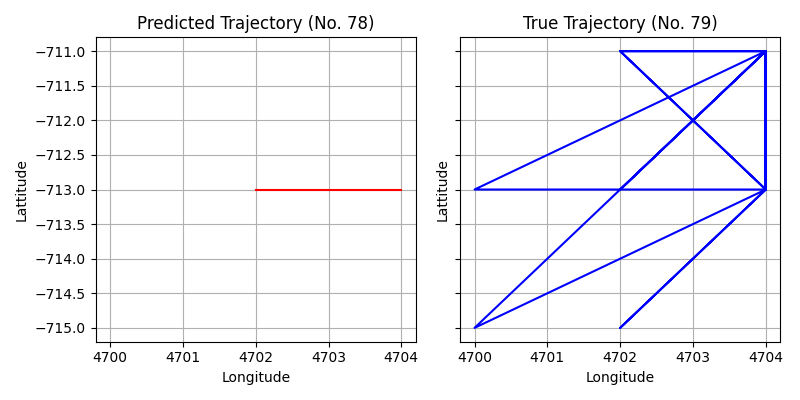 Predicted Trajectory (No. 78)
True Trajectory (No. 79)
−711.0
−711.5
−712.0
−712.5
−713.0
−713.5
−714.0
−714.5
−715.0
Lattitude
Lattitude
4700 4701 4702 4703 4704
4700 4701 4702 4703 4704
Longitude
Longitude